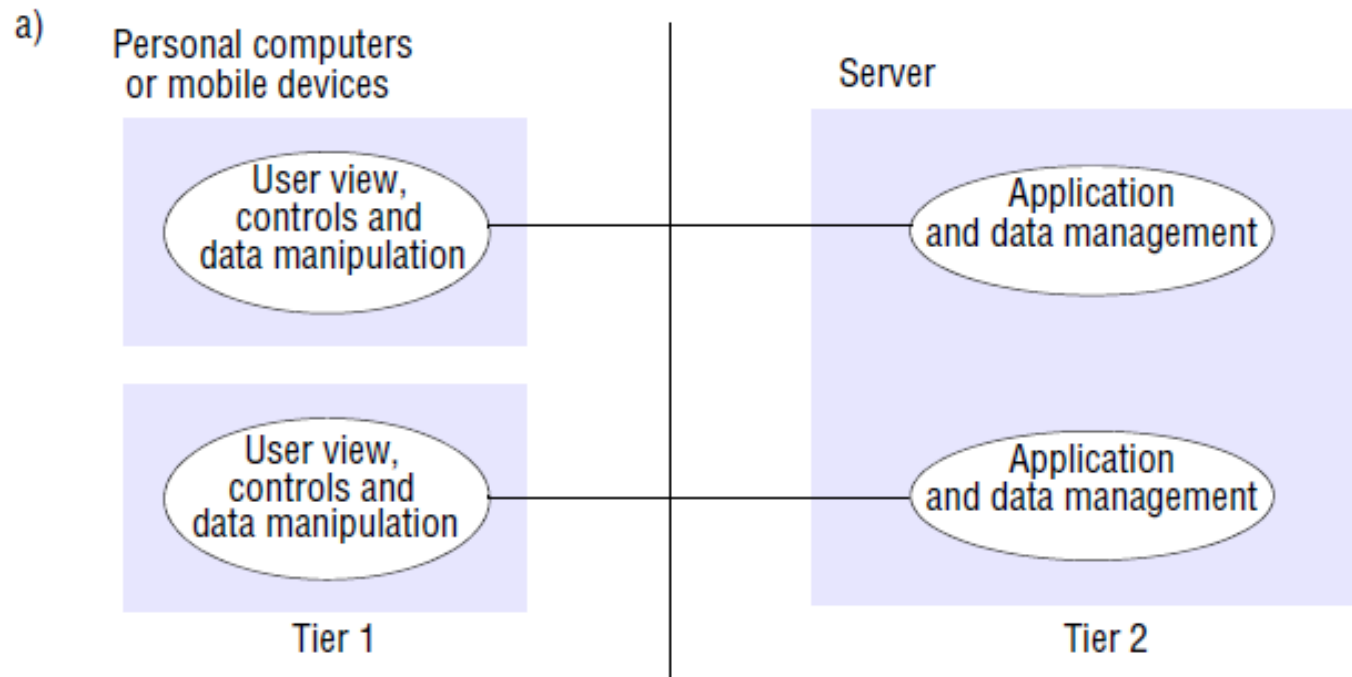 a)
Personal computers
or mobile devices
Server
User view,
controls and
data manipulation
Application
and data management
User view,
controls and
data manipulation
Application
and data management
Tier 1
Tier 2